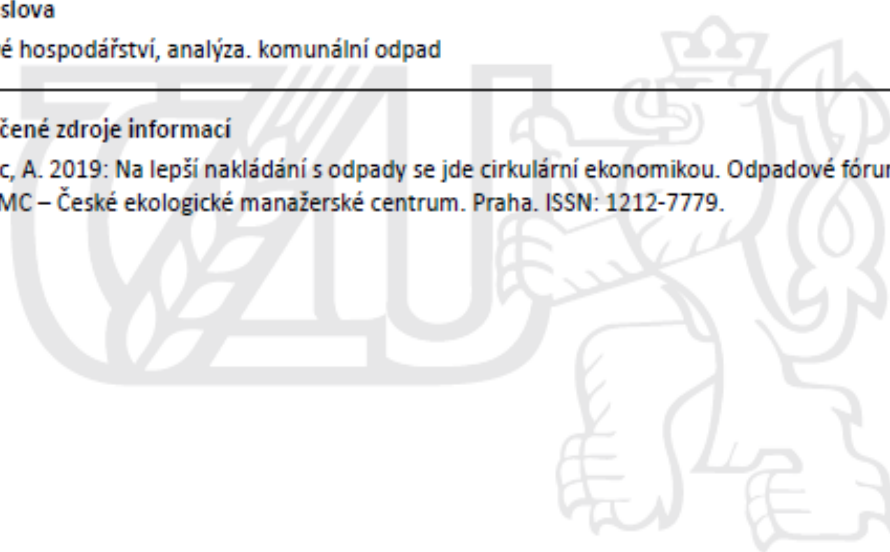 slova
é hospodářství, analýza. komunální odpad
čené zdroje informací
c, A. 2019: Na lepší nakládání s odpady se jde cirkulární ekonomikou. Odpadové fórum
MC – České ekologické manažerské centrum. Praha. ISSN: 1212-7779.
ČZU